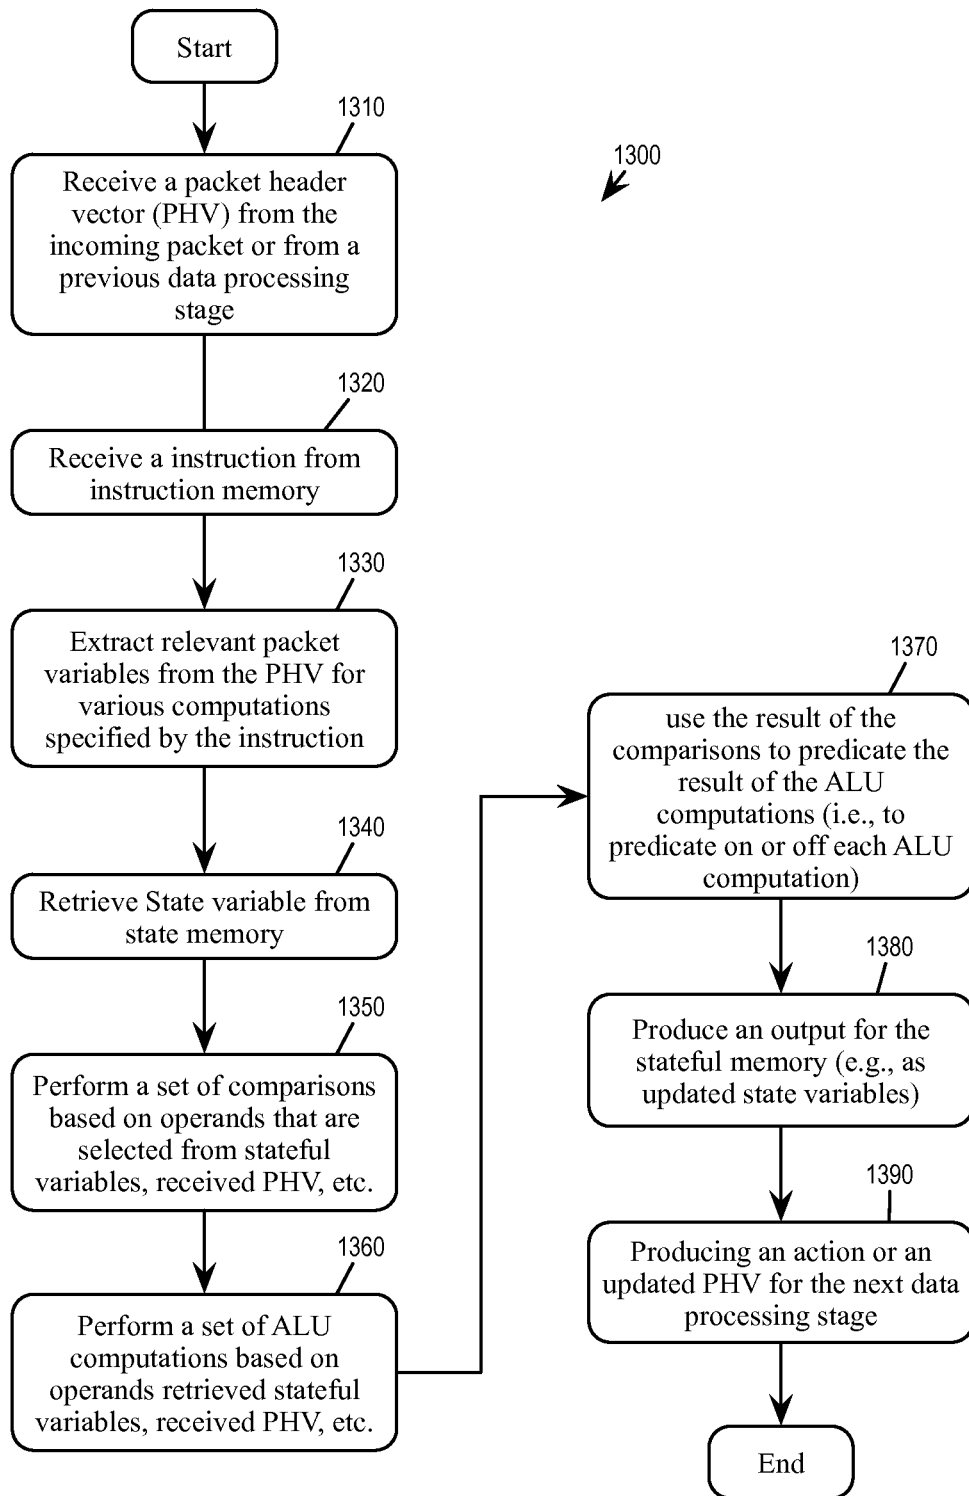 Start
1310
Receive a packet header
vector (PHV) from the
incoming packet or from a
previous data processing
stage
1300
1320
Receive a instruction from
instruction memory
1330
Extract relevant packet
variables from the PHV for
various computations
specified by the instruction
1340
Retrieve State variable from
state memory
1350
Perform a set of comparisons
based on operands that are
selected from stateful
variables, received PHV, etc.
1360
Perform a set of ALU
computations based on
operands retrieved stateful
variables, received PHV, etc.
1370
use the result of the
comparisons to predicate the
result of the ALU
computations (i.e., to
predicate on or off each ALU
computation)
1380
Produce an output for the
stateful memory (e.g., as
updated state variables)
1390
Producing an action or an
updated PHV for the next data
processing stage
End